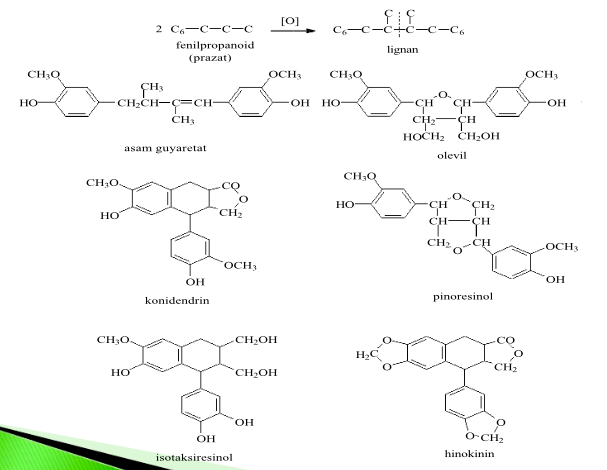 2 C₆—C—C—C [O] C₆—C—C—C—C—C₆
C C
fenilpropanoid
(prazat)
lignan
CH₃O
HO
CH₃
CH₂CH—C=CH
CH₃
OCH₃
OH
asam guyaretat
CH₃O
HO
CH O CH
CH₂ CH
HOCH₂ CH₂OH
OCH₃
OH
olevil
CH₃O
HO
CO
O
CH₂
OCH₃
OH
konidendrin
CH₃O
HO
CH O CH₂
CH CH
CH₂ O CH
OCH₃
OH
pinoresinol
CH₃O
HO
CH₂OH
CH₂OH
OH
OH
isotaksiresinol
H₂C O O
CO
O
CH₂
O
O—CH₂
hinokinin